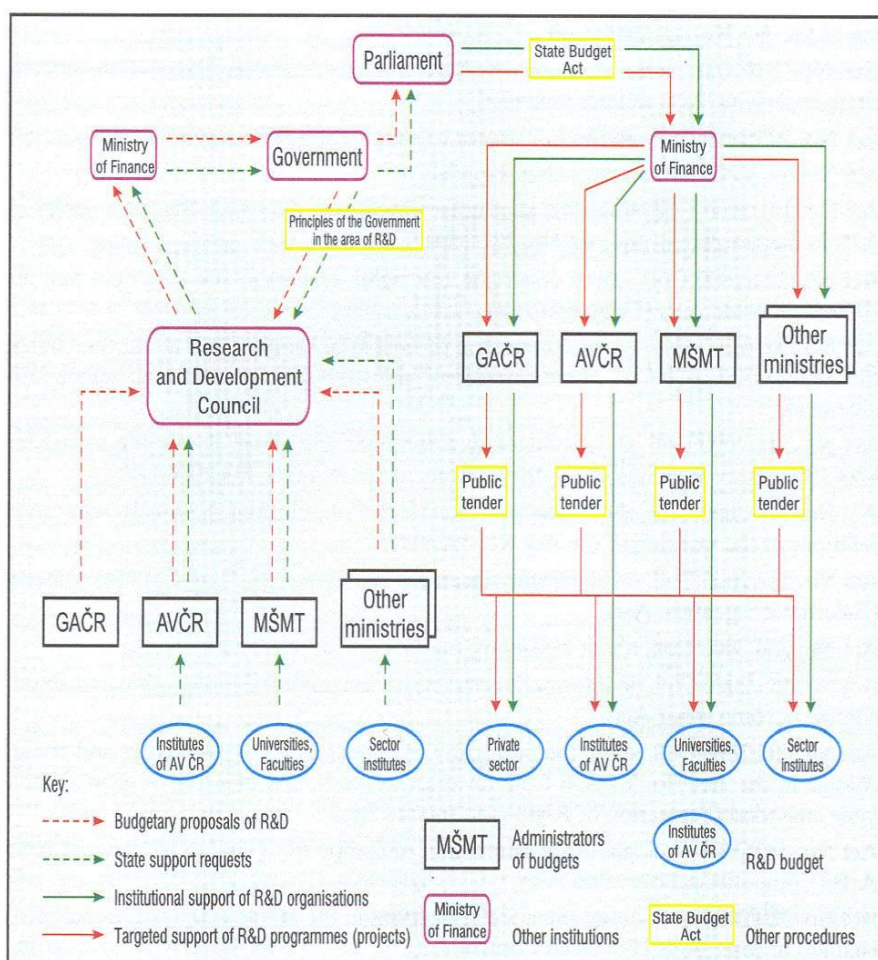 Parliament
State Budget
Act
Ministry
of Finance
Government
Ministry
of Finance
Principles of the Government
in the area of R&D
Research
and Development
Council
GAČR
AVČR
MŠMT
Other
ministries
Public
tender
Public
tender
Public
tender
Public
tender
GAČR
AVČR
MŠMT
Other
ministries
Institutes
of AV ČR
Universities,
Faculties
Sector
institutes
Private
sector
Institutes
of AV ČR
Universities,
Faculties
Sector
institutes
Key:
Budgetary proposals of R&D
State support requests
Institutional support of R&D organisations
Targeted support of R&D programmes (projects)
MŠMT
Administrators
of budgets
Institutes
of AV ČR
R&D budget
Ministry
of Finance
Other institutions
State Budget
Act
Other procedures